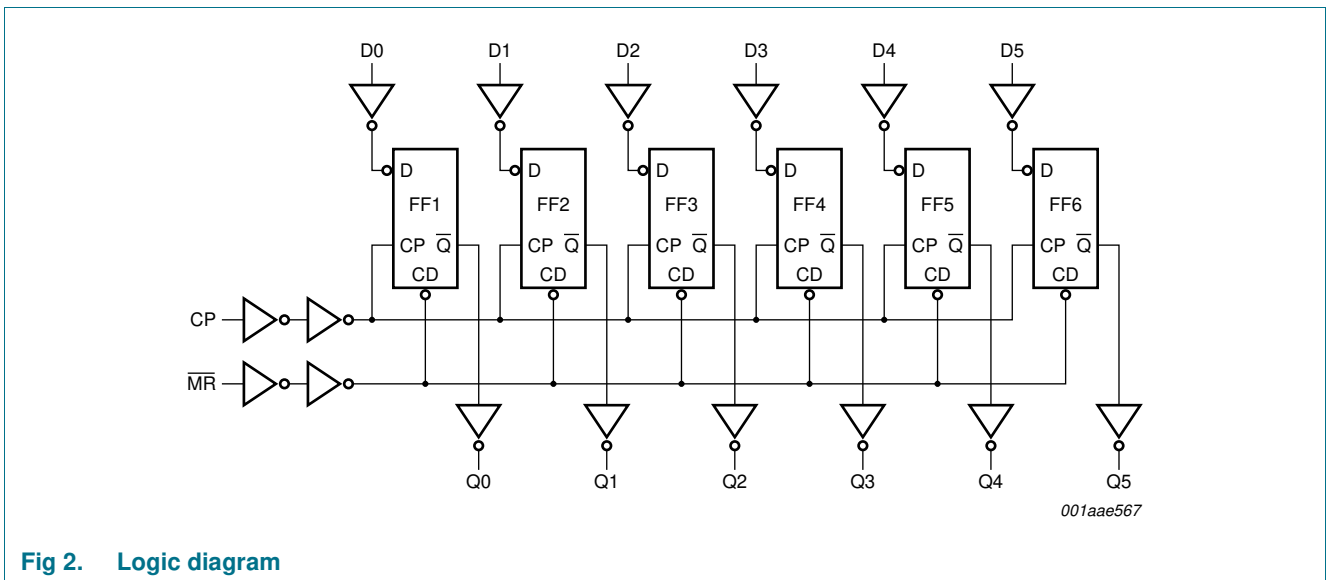 D0 D1 D2 D3 D4 D5
D D D D D D
FF1 FF2 FF3 FF4 FF5 FF6
CP Q̅ CP Q̅ CP Q̅ CP Q̅ CP Q̅ CP Q̅
CD CD CD CD CD CD
CP
M̅R̅
Q0 Q1 Q2 Q3 Q4 Q5
001aae567
Fig 2. Logic diagram